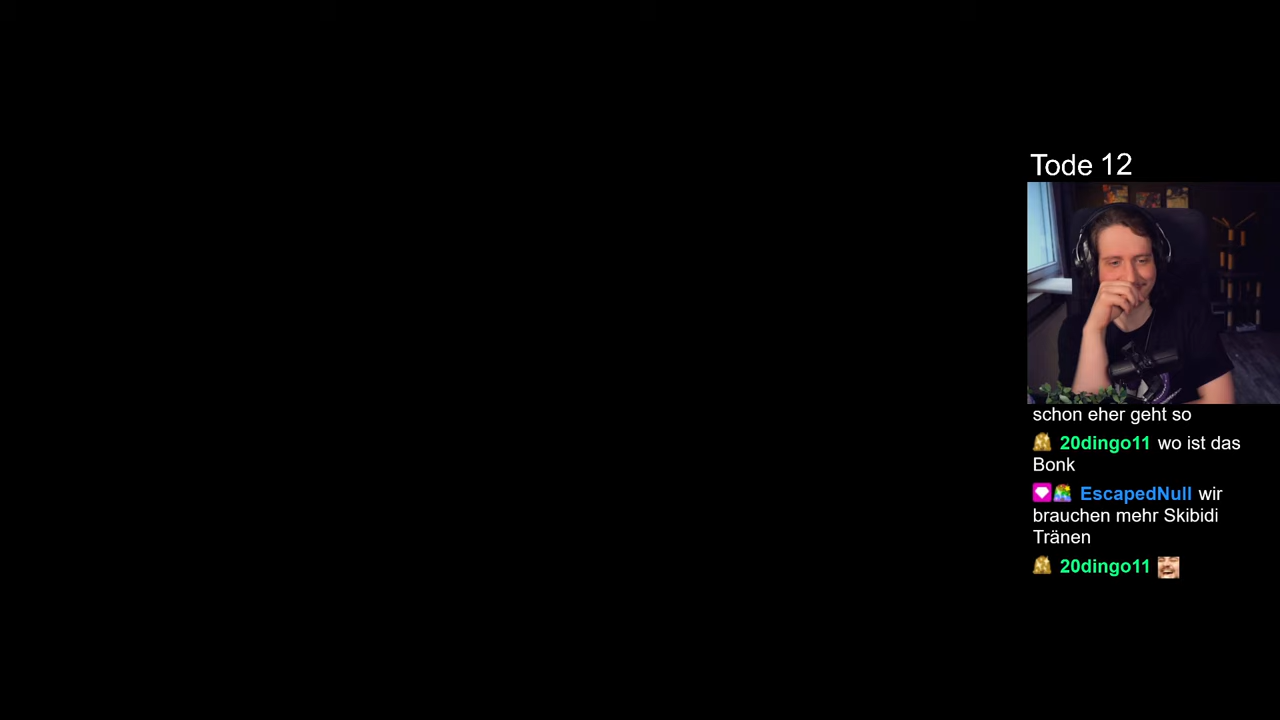 Tode 12
schon eher geht so
20dingo11 wo ist das
Bonk
EscapedNull wir
brauchen mehr Skibidi
Tränen
20dingo11